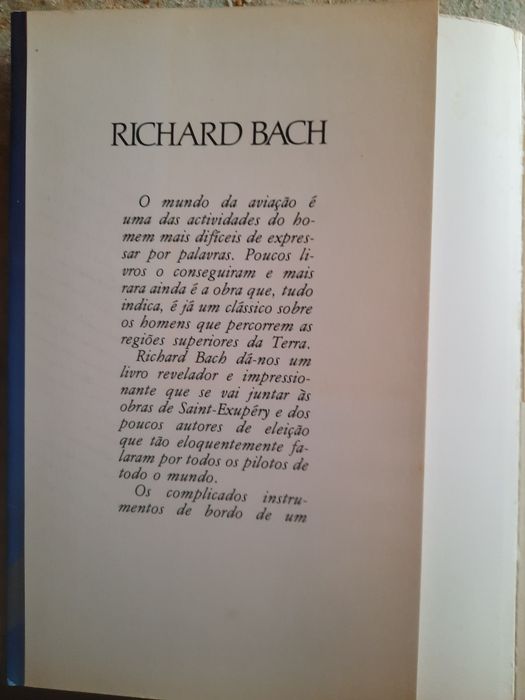 RICHARD BACH
O mundo da aviação é
uma das actividades do ho-
mem mais difíceis de expres-
sar por palavras. Poucos li-
vros o conseguiram e mais
rara ainda é a obra que, tudo
indica, é já um clássico sobre
os homens que percorrem as
regiões superiores da Terra.
Richard Bach dá-nos um
livro revelador e impressio-
nante que se vai juntar às
obras de Saint-Exupéry e dos
poucos autores de eleição
que tão eloquentemente fa-
laram por todos os pilotos de
todo o mundo.
Os complicados instru-
mentos de bordo de um